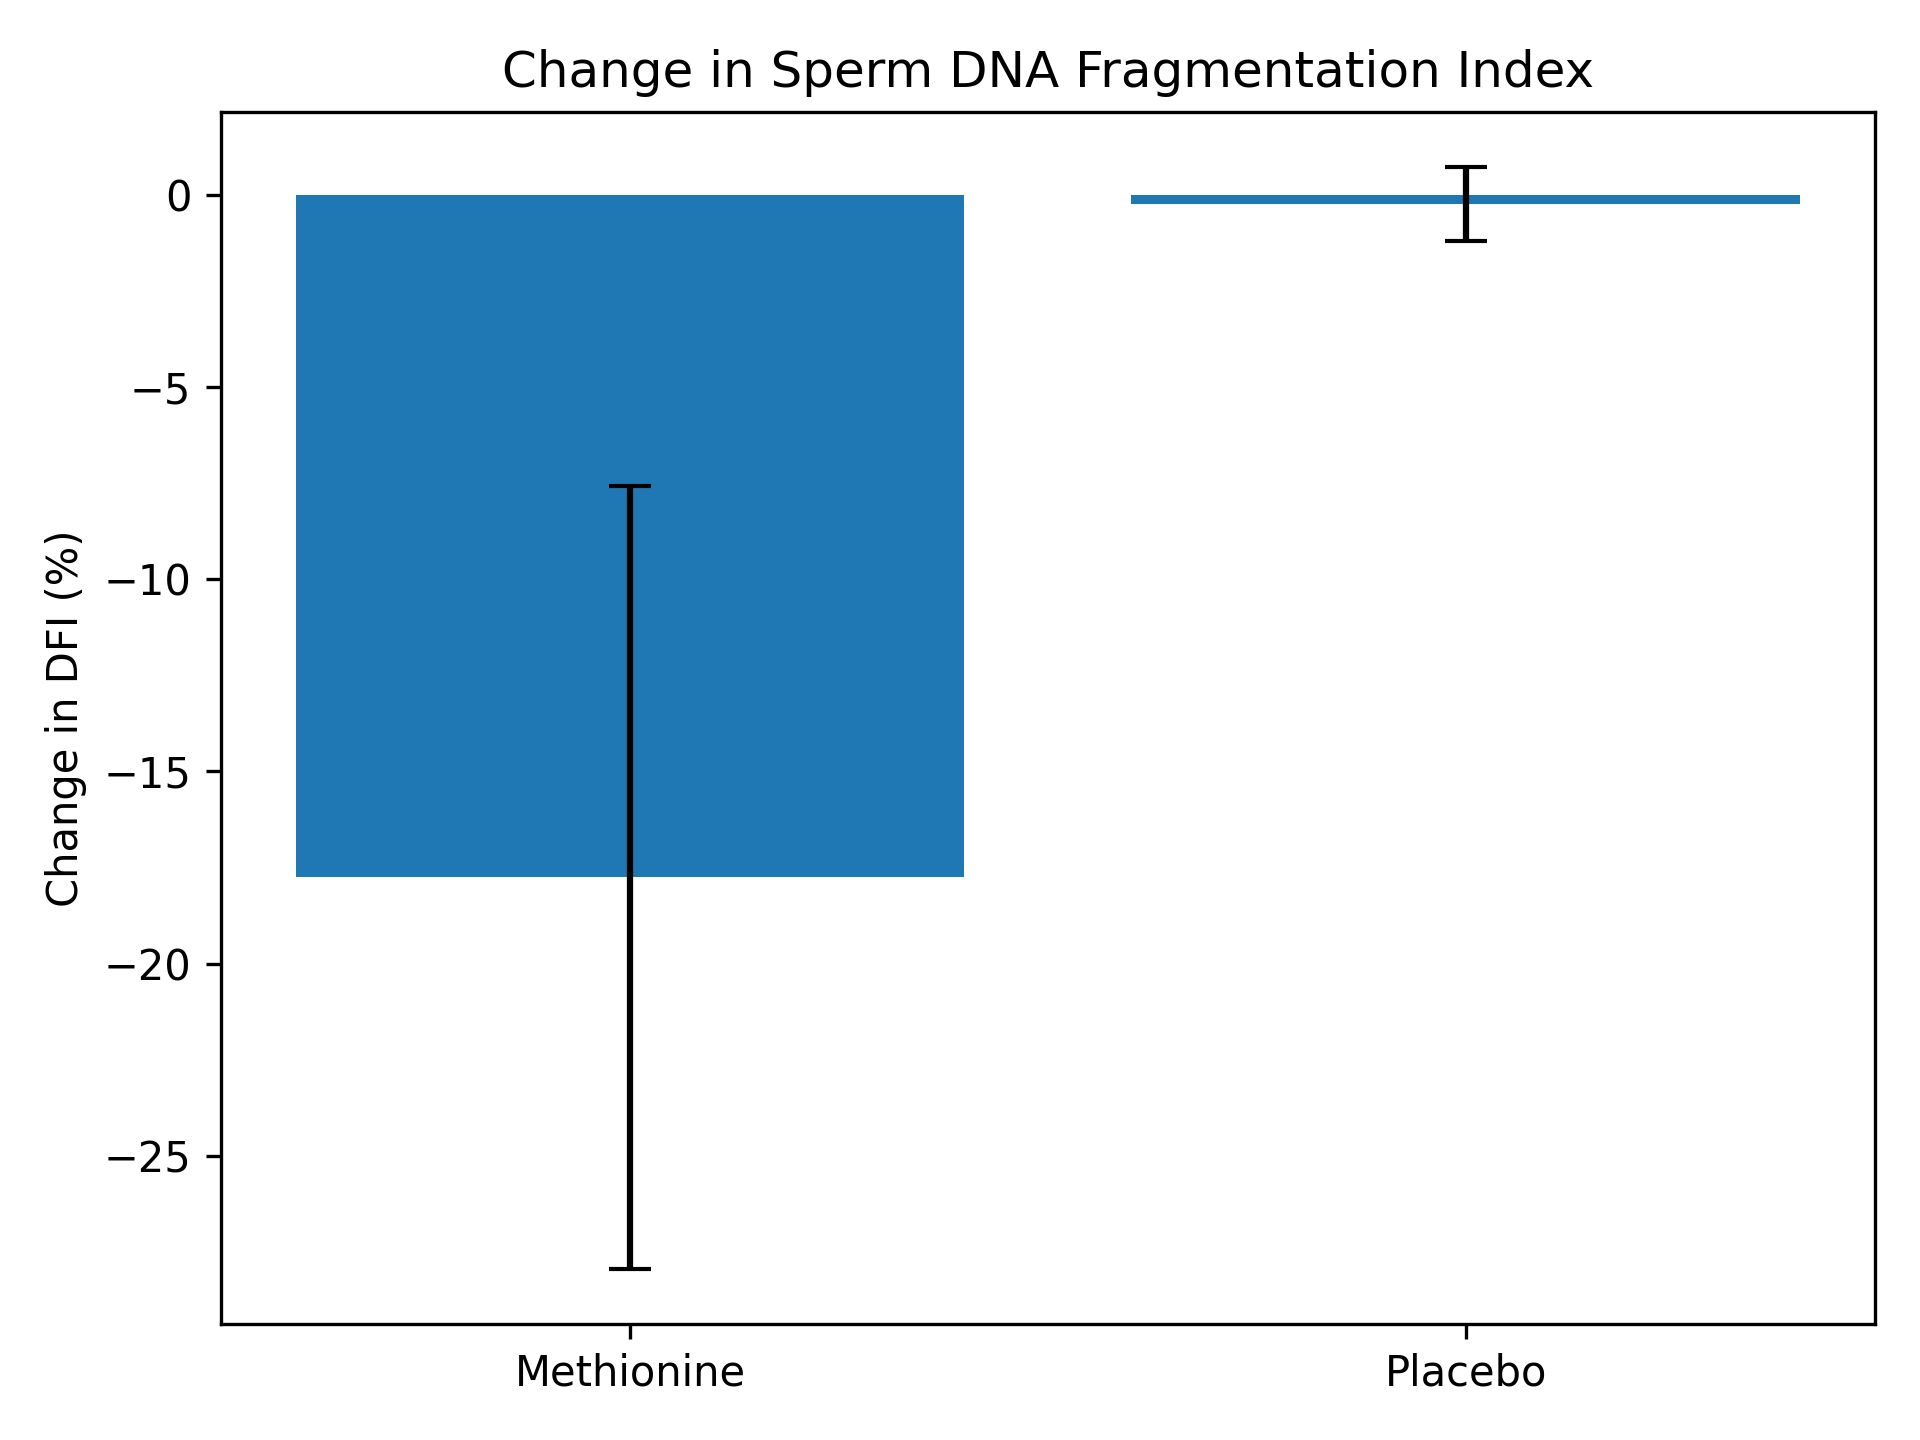 Change in Sperm DNA Fragmentation Index
Change in DFI (%)
0
−5
−10
−15
−20
−25
Methionine
Placebo